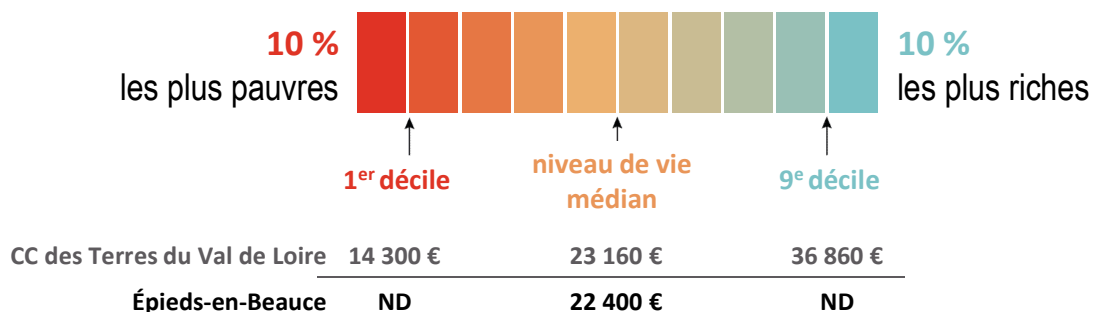 10 %
les plus pauvres
10 %
les plus riches
1er décile
niveau de vie
médian
9e décile
CC des Terres du Val de Loire 14 300 € 23 160 € 36 860 €
Épieds-en-Beauce ND 22 400 € ND